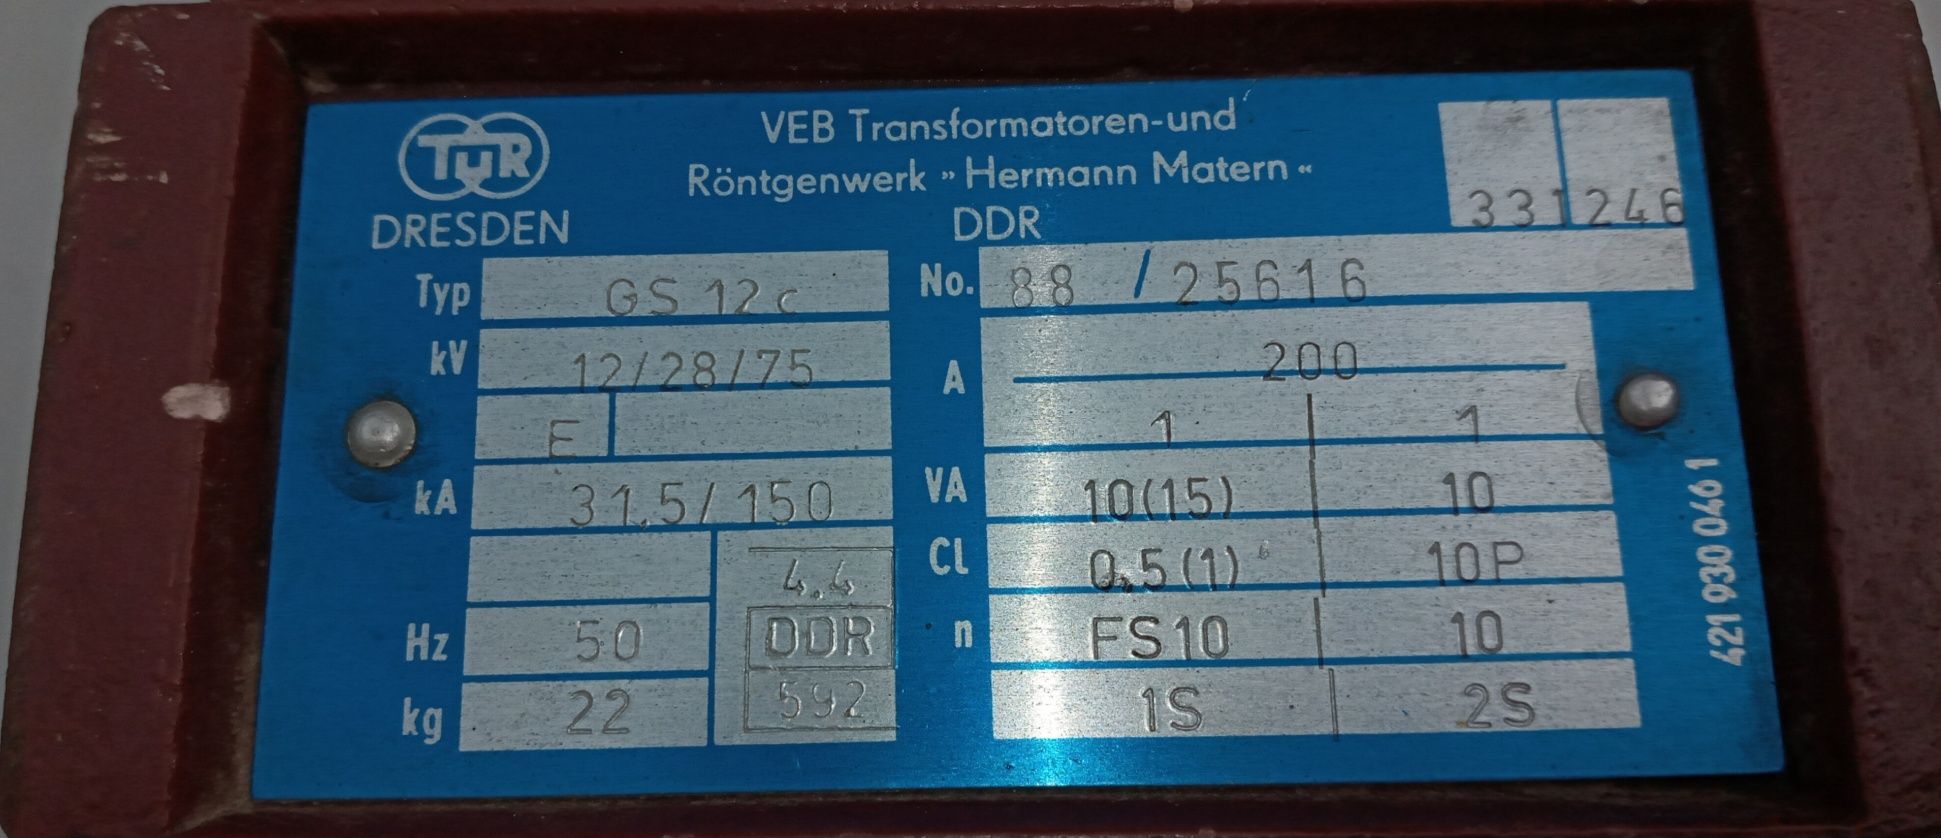 TuR
DRESDEN
VEB Transformatoren-und
Röntgenwerk » Hermann Matern «
DDR
331246
Typ GS 12 c
No. 88 / 25616
kV 12/28/75
A 200
1 1
E
kA 31,5/ 150
VA 10(15) 10
Cl 0,5(1) 10P
4.4
Hz 50
DDR
n FS10 10
kg 22
592
1S 2S
421 930 046 1